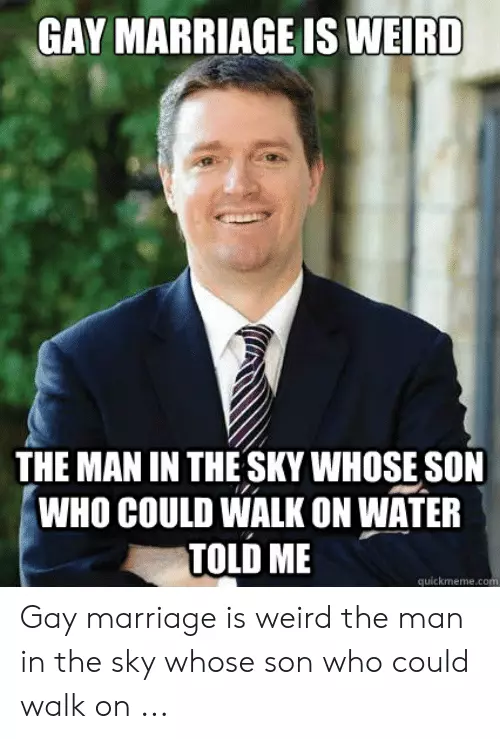 GAY MARRIAGE IS WEIRD
THE MAN IN THE SKY WHOSE SON
WHO COULD WALK ON WATER
TOLD ME
quickmeme.com
Gay marriage is weird the man
in the sky whose son who could
walk on ...